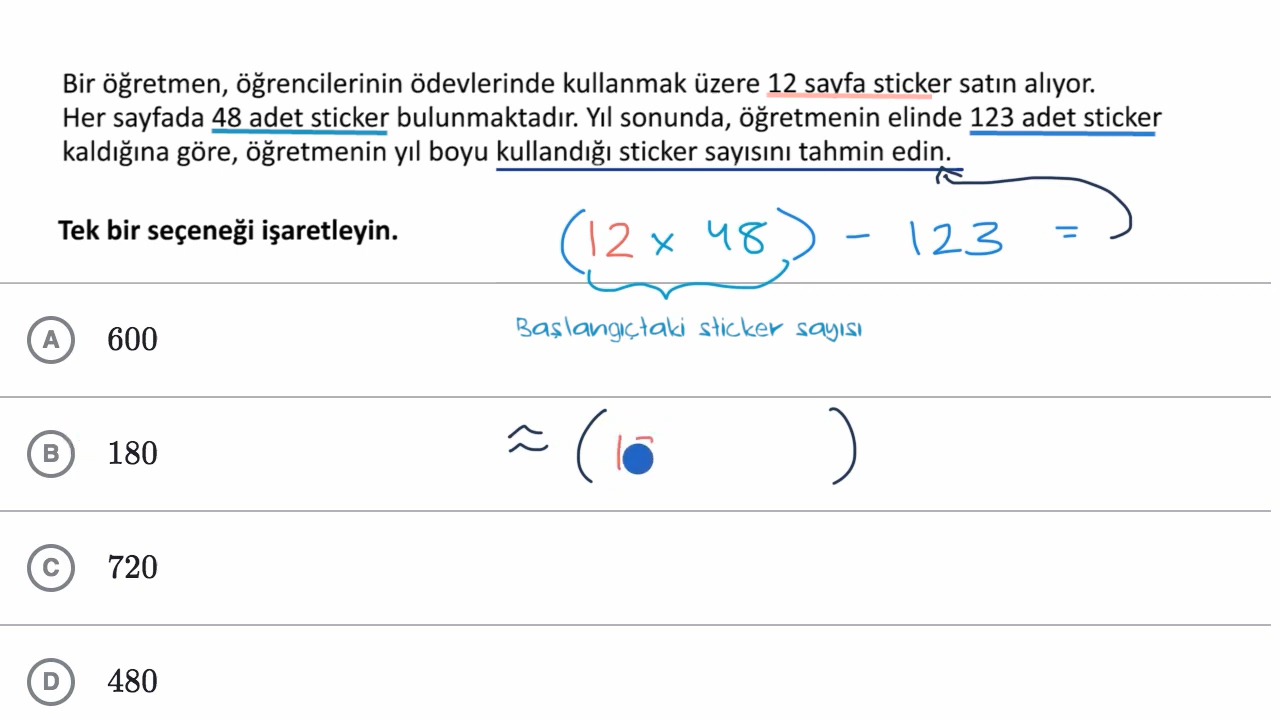 Bir öğretmen, öğrencilerinin ödevlerinde kullanmak üzere 12 sayfa sticker satın alıyor.
Her sayfada 48 adet sticker bulunmaktadır. Yıl sonunda, öğretmenin elinde 123 adet sticker
kaldığına göre, öğretmenin yıl boyu kullandığı sticker sayısını tahmin edin.
Tek bir seçeneği işaretleyin.
(12 x 48) - 123 =
Başlangıçtaki sticker sayısı
A 600
≈ (1 )
B 180
C 720
D 480